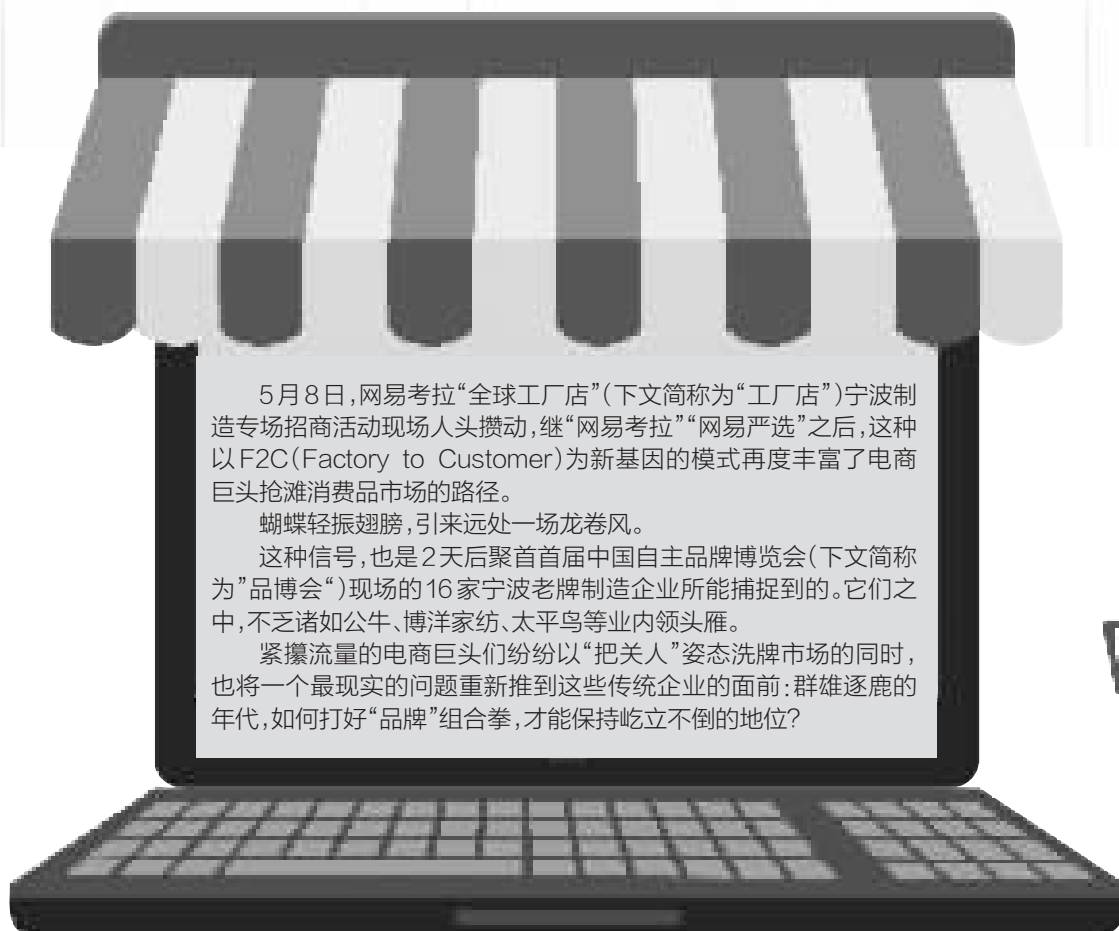 5月8日,网易考拉“全球工厂店”(下文简称为“工厂店”)宁波制
造专场招商活动现场人头攒动,继“网易考拉”“网易严选”之后,这种
以F2C(Factory to Customer)为新基因的模式再度丰富了电商
巨头抢滩消费品市场的路径。
蝴蝶轻振翅膀,引来远处一场龙卷风。
这种信号,也是2天后聚首首届中国自主品牌博览会(下文简称
为”品博会“)现场的16家宁波老牌制造企业所能捕捉到的。它们之
中,不乏诸如公牛、博洋家纺、太平鸟等业内领头雁。
紧攥流量的电商巨头们纷纷以“把关人”姿态洗牌市场的同时,
也将一个最现实的问题重新推到这些传统企业的面前:群雄逐鹿的
年代,如何打好“品牌”组合拳,才能保持屹立不倒的地位?